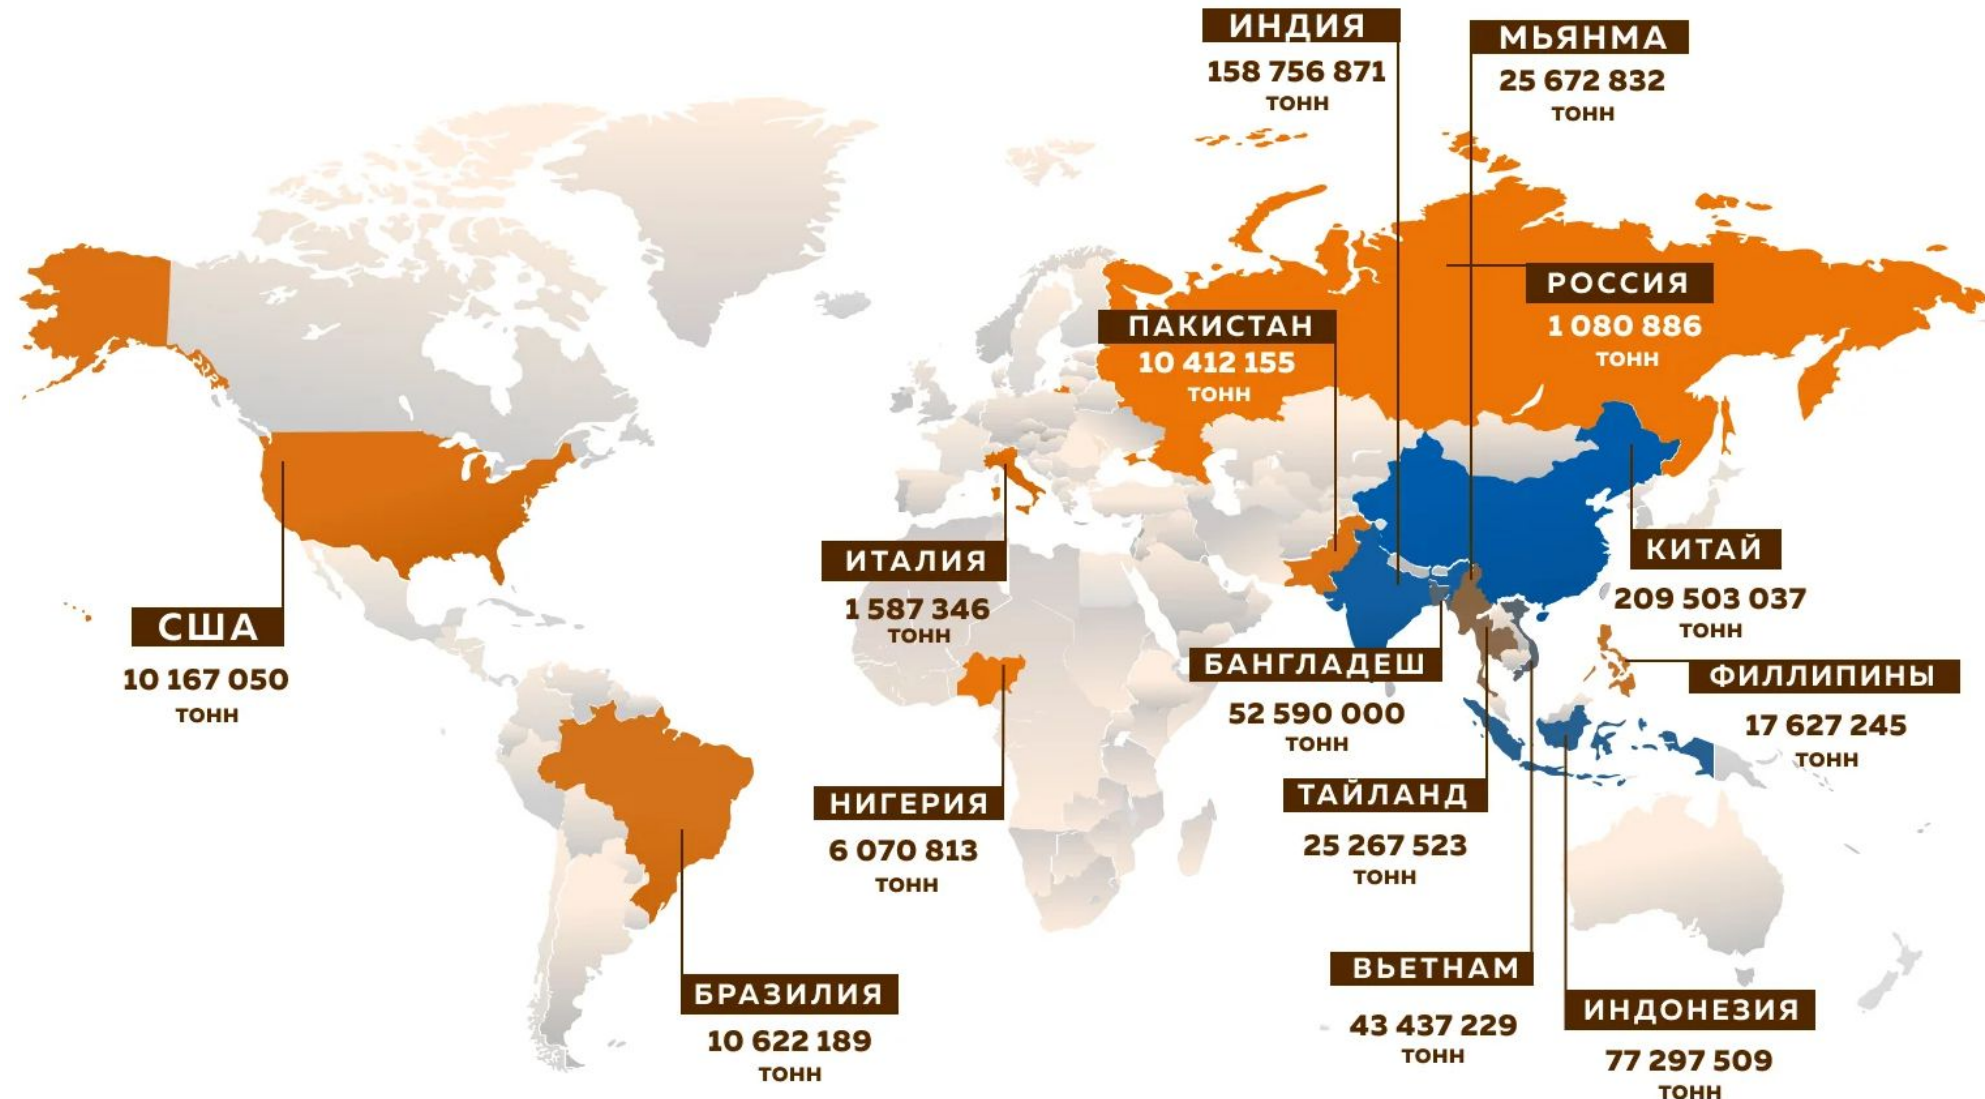 ИНДИЯ
158 756 871
ТОНН
МЬЯНМА
25 672 832
ТОНН
РОССИЯ
1 080 886
ТОНН
ПАКИСТАН
10 412 155
ТОНН
КИТАЙ
209 503 037
ТОНН
ИТАЛИЯ
1 587 346
ТОНН
США
10 167 050
ТОНН
БАНГЛАДЕШ
52 590 000
ТОНН
ФИЛЛИПИНЫ
17 627 245
ТОНН
НИГЕРИЯ
6 070 813
ТОНН
ТАЙЛАНД
25 267 523
ТОНН
БРАЗИЛИЯ
10 622 189
ТОНН
ВЬЕТНАМ
43 437 229
ТОНН
ИНДОНЕЗИЯ
77 297 509
ТОНН